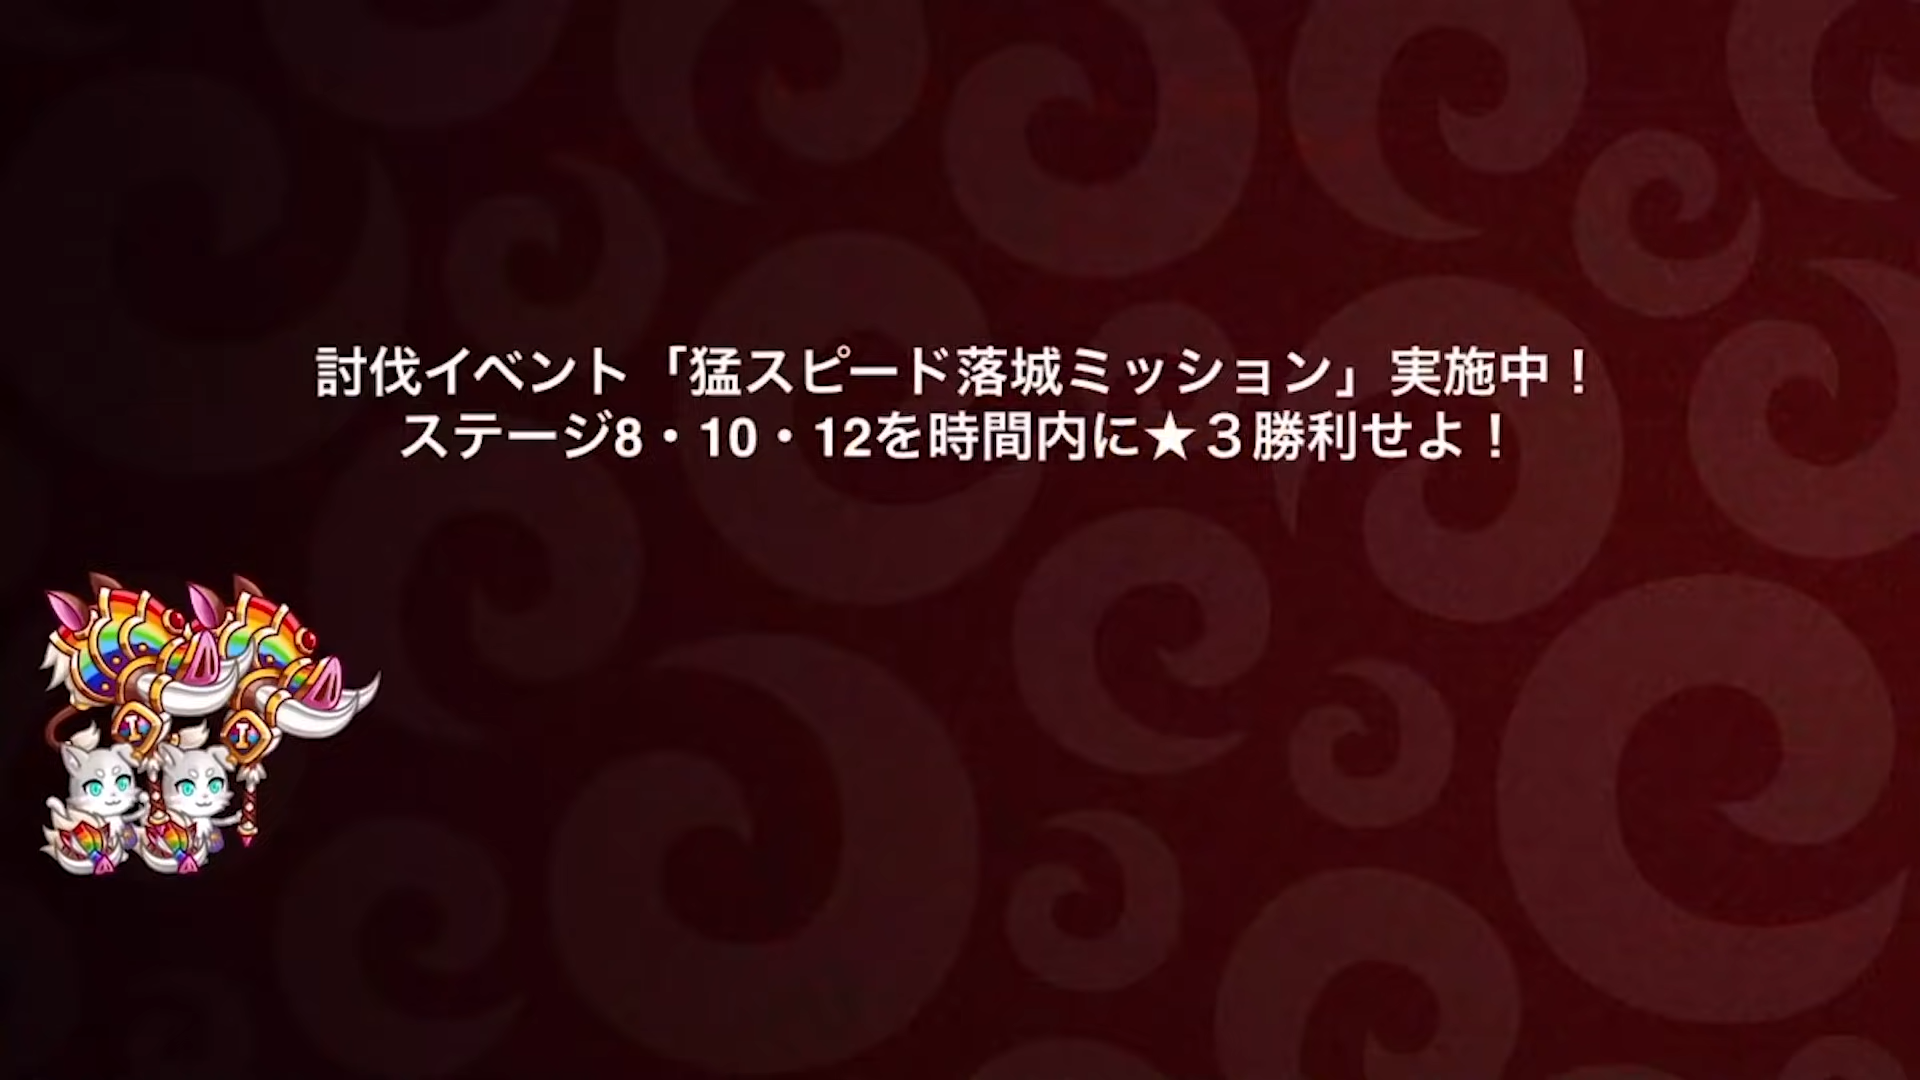 討伐イベント「猛スピード落城ミッション」実施中！
ステージ8・10・12を時間内に★３勝利せよ！
I
I